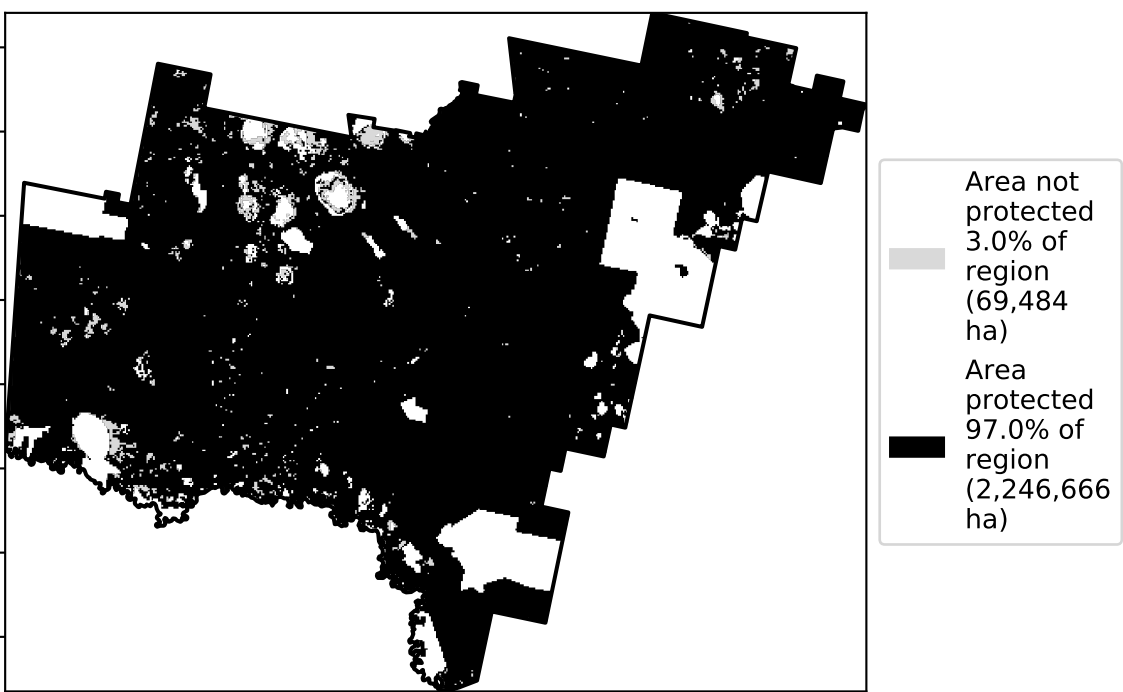 Area not
protected
3.0% of
region
(69,484
ha)
Area
protected
97.0% of
region
(2,246,666
ha)